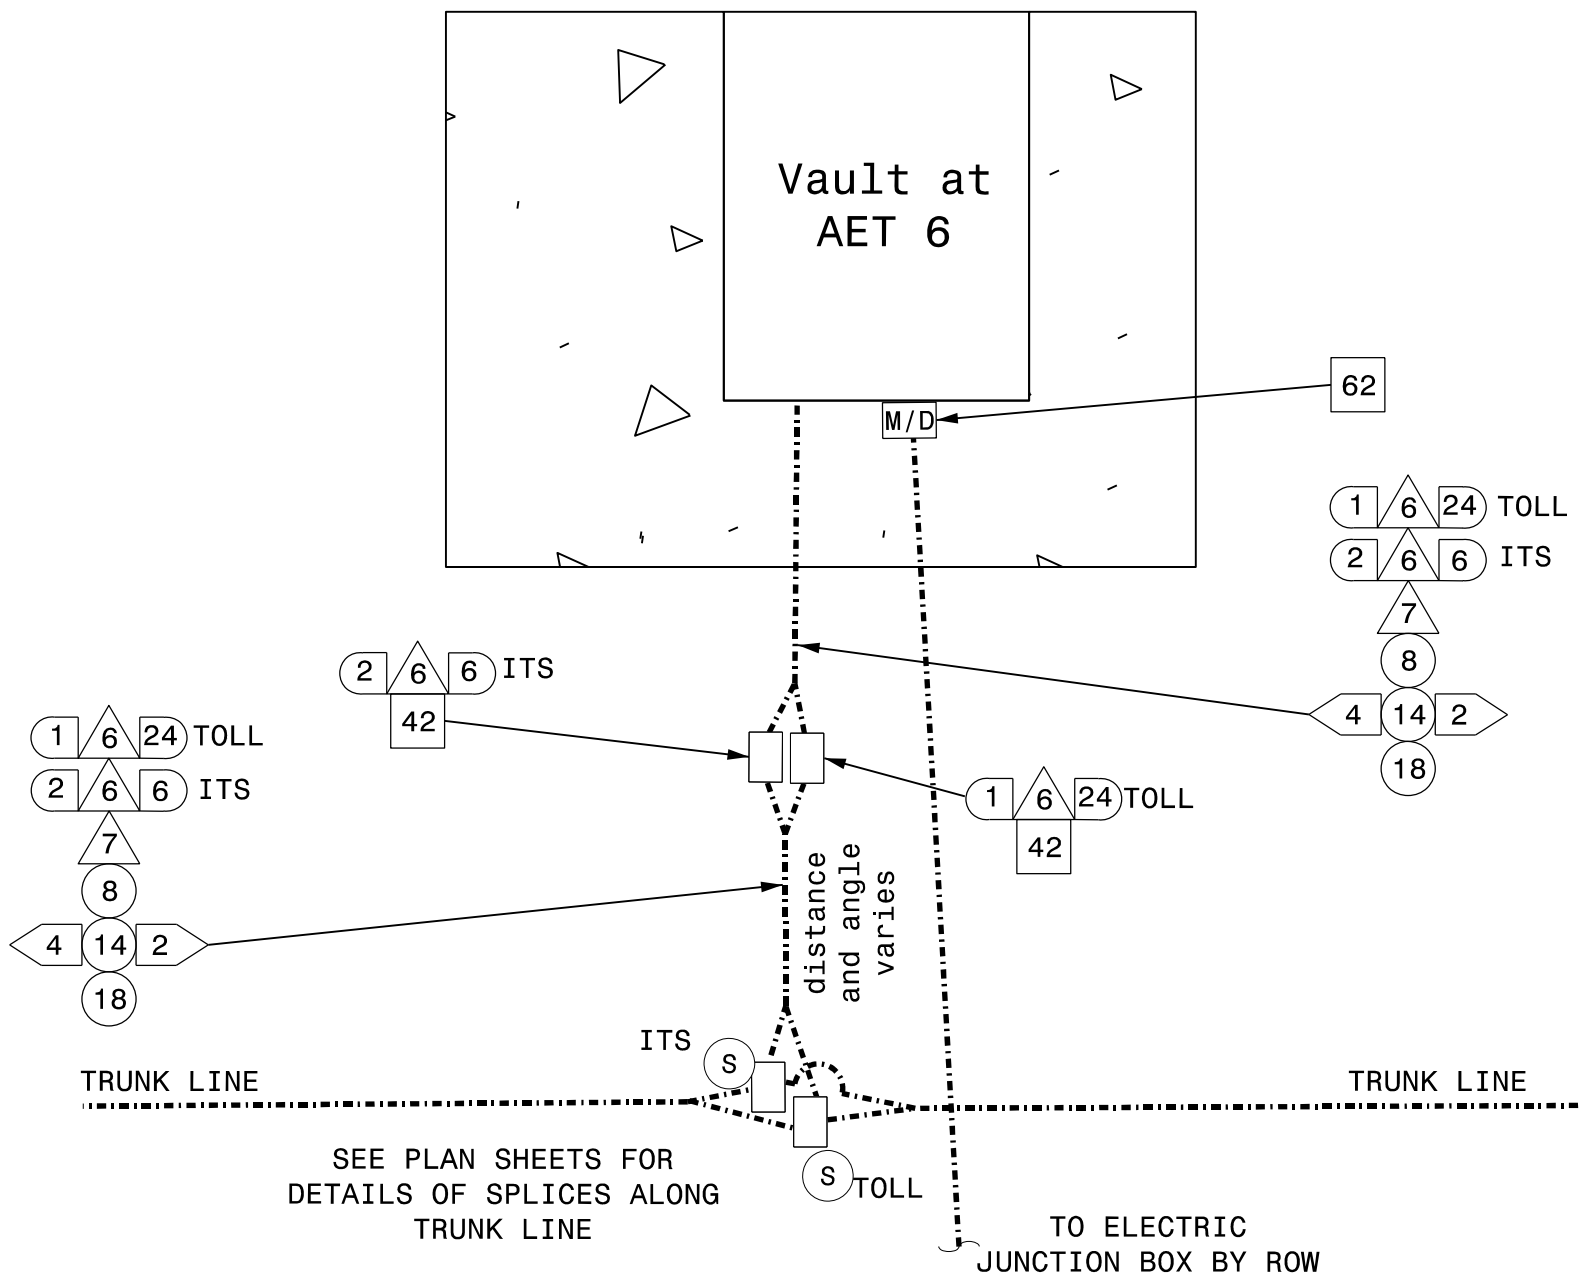 Vault at
AET 6
M/D
62
1 6 24 TOLL
2 6 6 ITS
7
8
4 14 2
18
2 6 6 ITS
42
1 6 24 TOLL
2 6 6 ITS
7
8
4 14 2
18
1 6 24 TOLL
42
distance
and angle
varies
ITS
S
TRUNK LINE
TRUNK LINE
S
TOLL
SEE PLAN SHEETS FOR
DETAILS OF SPLICES ALONG
TRUNK LINE
TO ELECTRIC
JUNCTION BOX BY ROW